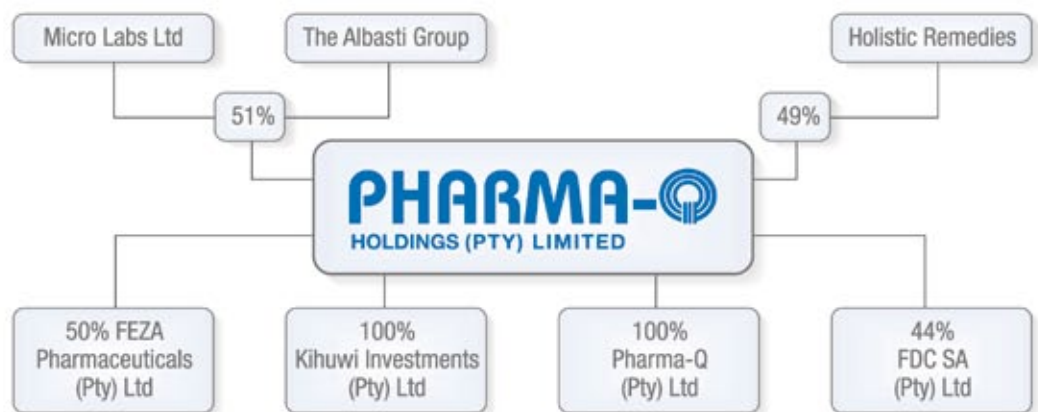 Micro Labs Ltd
The Albasti Group
Holistic Remedies
51%
49%
PHARMA-Q
HOLDINGS (PTY) LIMITED
50% FEZA
Pharmaceuticals
(Pty) Ltd
100%
Kihuwi Investments
(Pty) Ltd
100%
Pharma-Q
(Pty) Ltd
44%
FDC SA
(Pty) Ltd